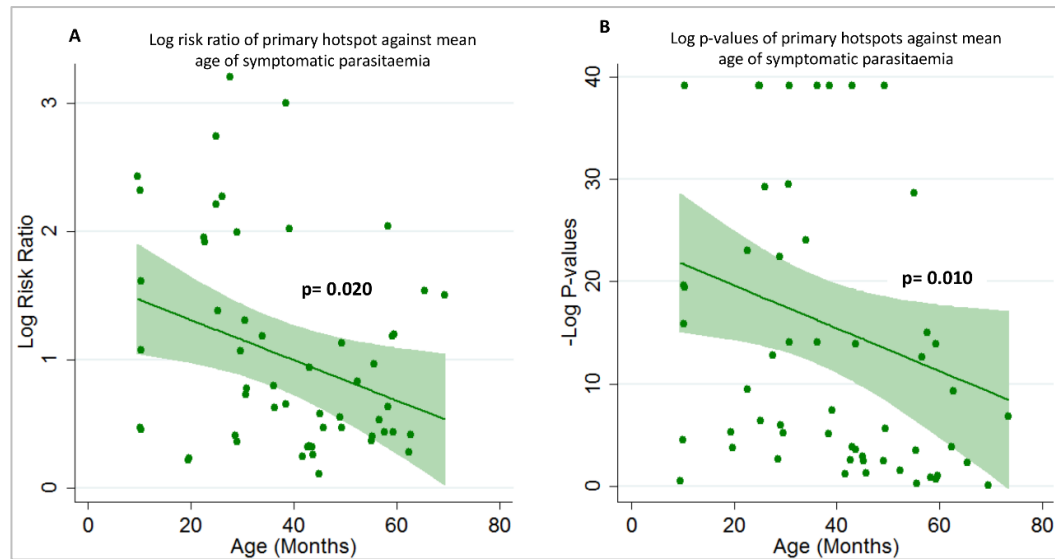 A
Log risk ratio of primary hotspot against mean
age of symptomatic parasitaemia
3
2
1
0
Log Risk Ratio
p= 0.020
0
20
40
60
80
Age (Months)
B
Log p-values of primary hotspots against mean
age of symptomatic parasitaemia
40
30
20
10
0
-Log P-values
p= 0.010
0
20
40
60
80
Age (Months)